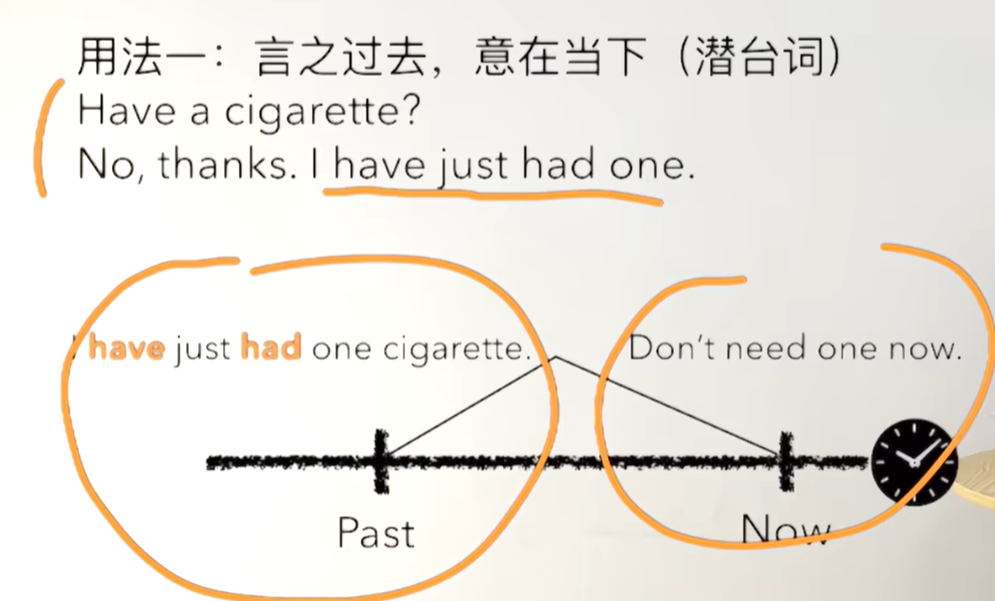 用法一：言之过去，意在当下（潜台词）
Have a cigarette?
No, thanks. I have just had one.
I have just had one cigarette.
Don't need one now.
Past
Now